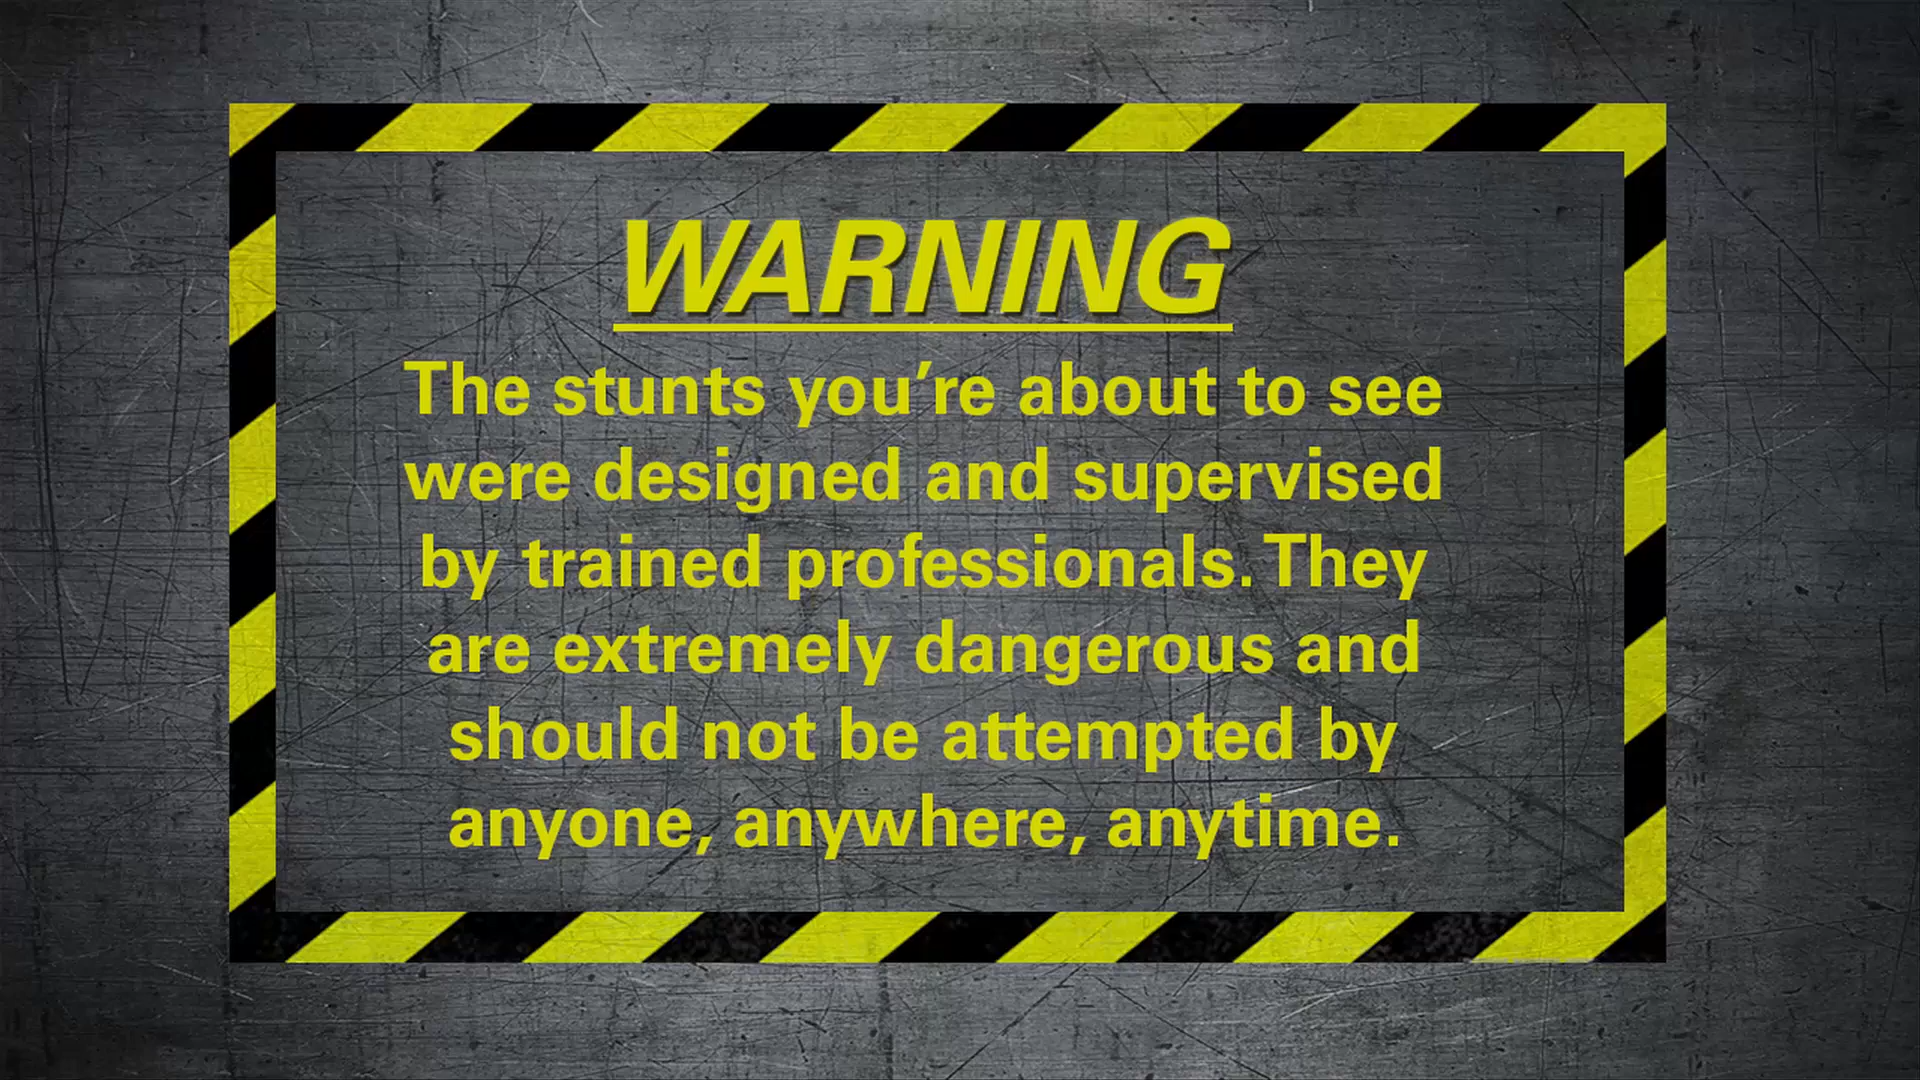 WARNING
The stunts you’re about to see
were designed and supervised
by trained professionals. They
are extremely dangerous and
should not be attempted by
anyone, anywhere, anytime.